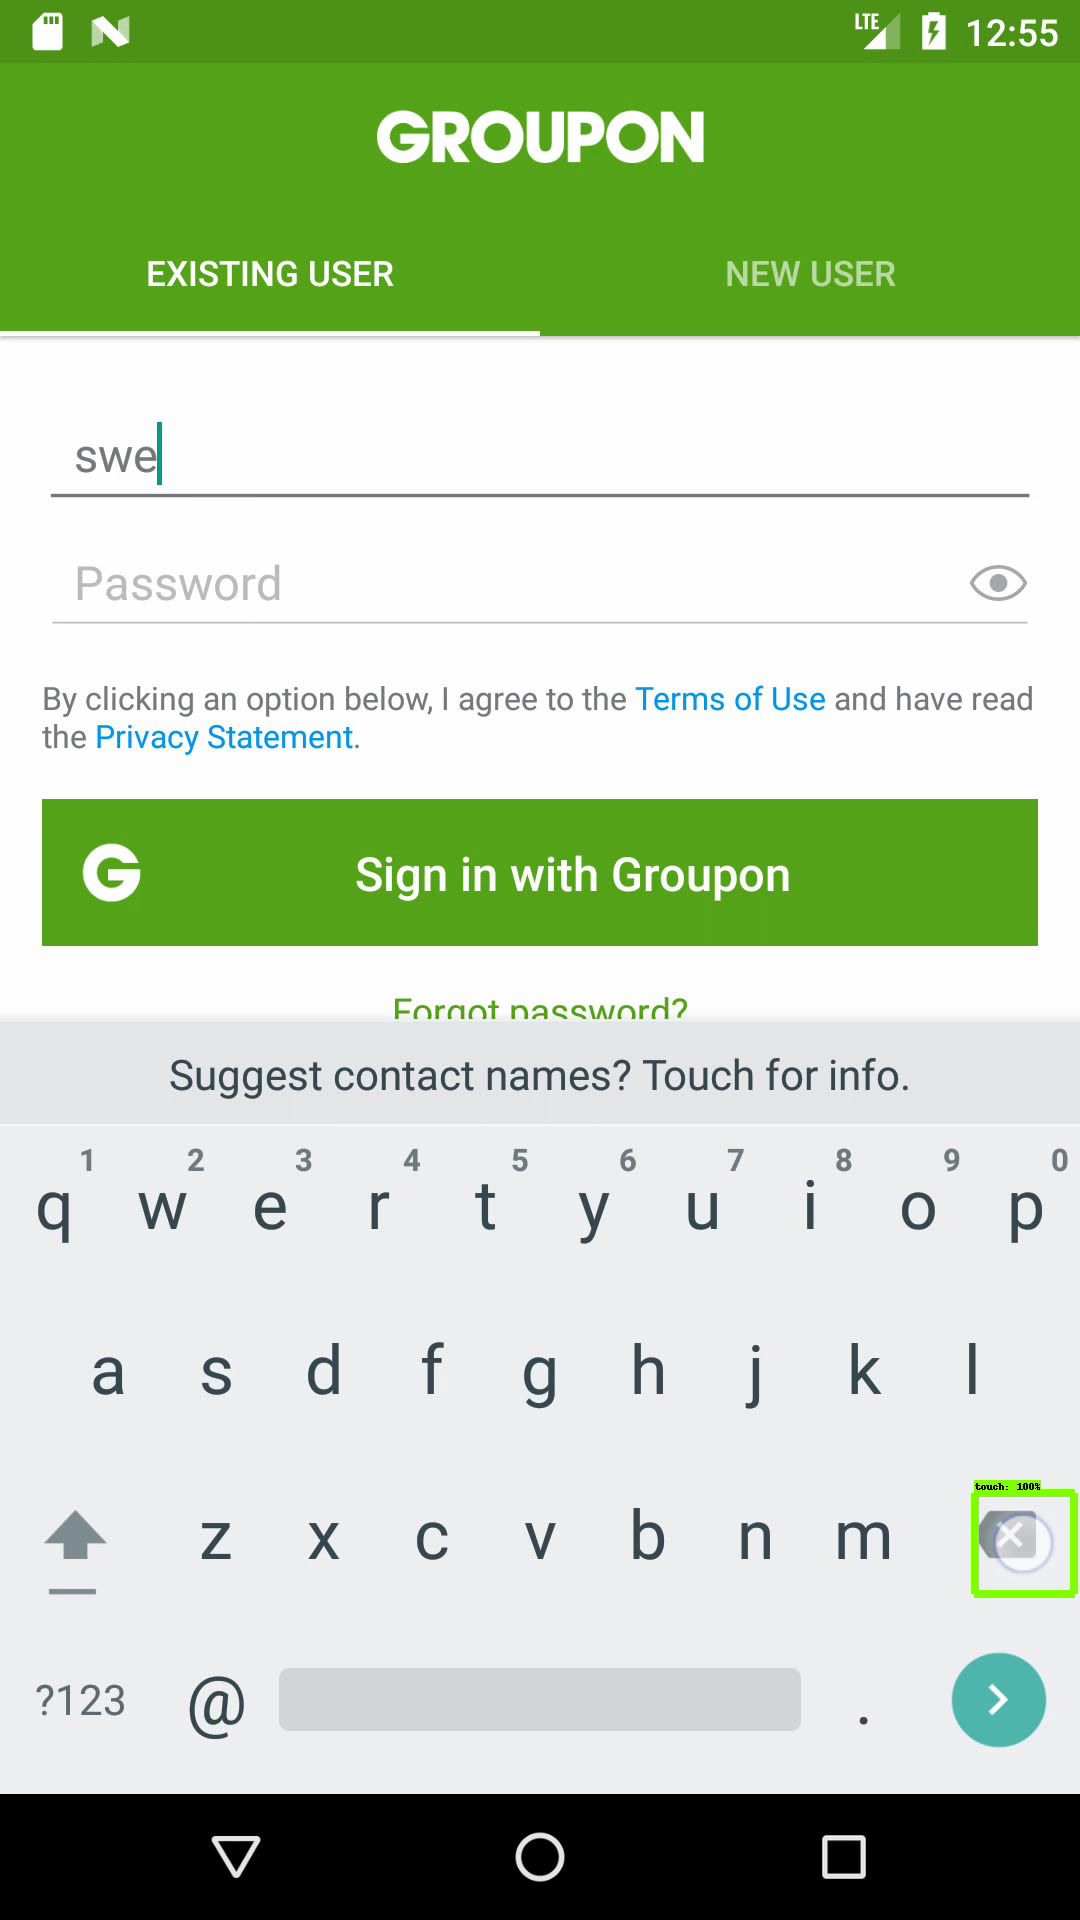 LTE 12:55
GROUPON
EXISTING USER NEW USER
swe
Password
By clicking an option below, I agree to the Terms of Use and have read
the Privacy Statement.
G Sign in with Groupon
Forgot password?
Suggest contact names? Touch for info.
1 2 3 4 5 6 7 8 9 0
q w e r t y u i o p
a s d f g h j k l
touch: 100%
z x c v b n m
?123 @ .